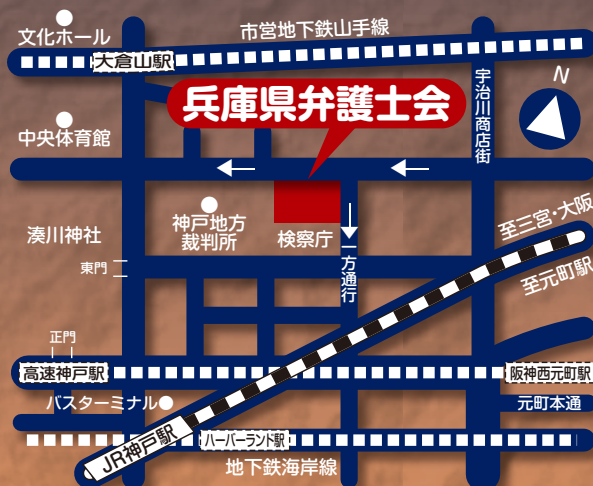 文化ホール
市営地下鉄山手線
大倉山駅
宇治川商店街
N
兵庫県弁護士会
中央体育館
神戸地方
裁判所
検察庁
湊川神社
東門
一方通行
至三宮・大阪
至元町駅
正門
高速神戸駅
阪神西元町駅
バスターミナル
元町本通
JR神戸駅
ハーバーランド駅
地下鉄海岸線